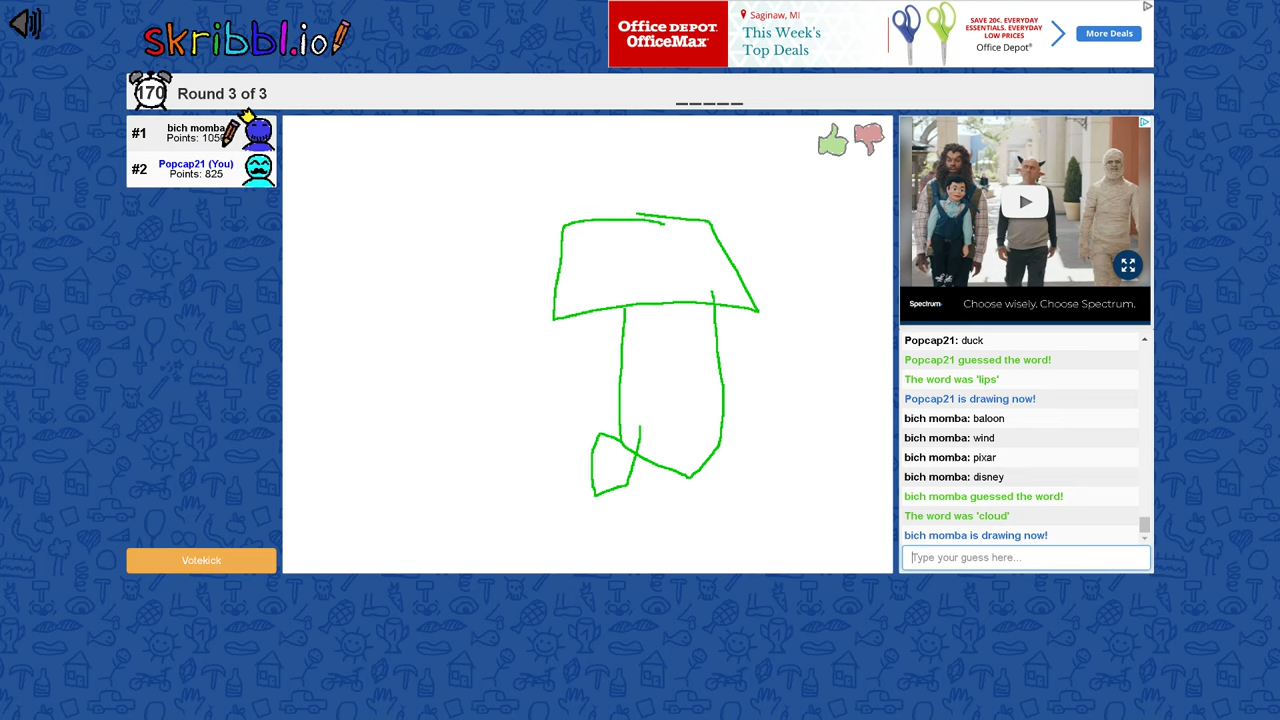 skribbl.io
Office DEPOT
OfficeMax
Saginaw, MI
This Week's
Top Deals
SAVE 20¢. EVERYDAY
ESSENTIALS. EVERYDAY
LOW PRICES
Office Depot
More Deals
170
Round 3 of 3
_____
#1
bich momba
Points: 1050
#2
Popcap21 (You)
Points: 825
Spectrum
Choose wisely. Choose Spectrum.
Popcap21: duck
Popcap21 guessed the word!
The word was 'lips'
Popcap21 is drawing now!
bich momba: baloon
bich momba: wind
bich momba: pixar
bich momba: disney
bich momba guessed the word!
The word was 'cloud'
bich momba is drawing now!
Type your guess here...
Votekick